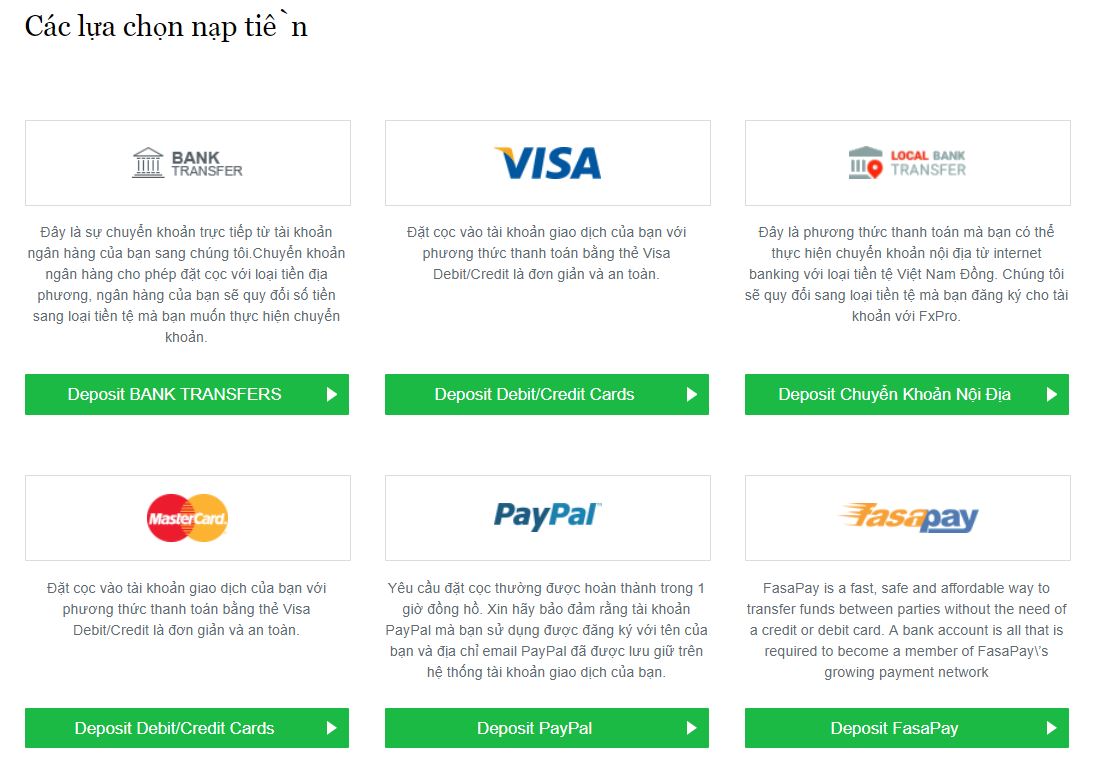 Các lựa chọn nạp tiền
BANK
TRANSFER
VISA
LOCAL BANK
TRANSFER
Đây là sự chuyển khoản trực tiếp từ tài khoản
ngân hàng của bạn sang chúng tôi.Chuyển khoản
ngân hàng cho phép đặt cọc với loại tiền địa
phương, ngân hàng của bạn sẽ quy đổi số tiền
sang loại tiền tệ mà bạn muốn thực hiện chuyển
khoản.
Đặt cọc vào tài khoản giao dịch của bạn với
phương thức thanh toán bằng thẻ Visa
Debit/Credit là đơn giản và an toàn.
Đây là phương thức thanh toán mà bạn có thể
thực hiện chuyển khoản nội địa từ internet
banking với loại tiền tệ Việt Nam Đồng. Chúng tôi
sẽ quy đổi sang loại tiền tệ mà bạn đăng ký cho tài
khoản với FxPro.
Deposit BANK TRANSFERS
Deposit Debit/Credit Cards
Deposit Chuyển Khoản Nội Địa
MasterCard
PayPal™
fasapay
Đặt cọc vào tài khoản giao dịch của bạn với
phương thức thanh toán bằng thẻ Visa
Debit/Credit là đơn giản và an toàn.
Yêu cầu đặt cọc thường được hoàn thành trong 1
giờ đồng hồ. Xin hãy bảo đảm rằng tài khoản
PayPal mà bạn sử dụng được đăng ký với tên của
bạn và địa chỉ email PayPal đã được lưu giữ trên
hệ thống tài khoản giao dịch của bạn.
FasaPay is a fast, safe and affordable way to
transfer funds between parties without the need of
a credit or debit card. A bank account is all that is
required to become a member of FasaPay\'s
growing payment network
Deposit Debit/Credit Cards
Deposit PayPal
Deposit FasaPay